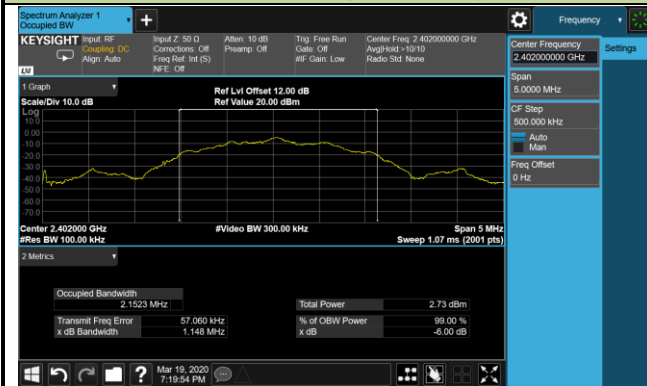 Spectrum Analyzer 1
Occupied BW
Frequency
KEYSIGHT Input: RF Input Z: 50 Ω Atten: 10 dB Trig: Free Run Center Freq: 2.402000000 GHz
Coupling: DC Corrections: Off Preamp: Off Gate: Off Avg|Hold:>10/10
Align: Auto Freq Ref: Int (S) #IF Gain: Low Radio Std: None
LXI NFE: Off
Center Frequency
2.402000000 GHz
Settings
Span
5.0000 MHz
CF Step
500.000 kHz
Auto
Man
Freq Offset
0 Hz
1 Graph
Ref Lvl Offset 12.00 dB
Scale/Div 10.0 dB Ref Value 20.00 dBm
Log
10.0
0.00
-10.0
-20.0
-30.0
-40.0
-50.0
-60.0
-70.0
Center 2.402000 GHz #Video BW 300.00 kHz Span 5 MHz
#Res BW 100.00 kHz Sweep 1.07 ms (2001 pts)
2 Metrics
Occupied Bandwidth
2.1523 MHz Total Power 2.73 dBm
Transmit Freq Error 57.060 kHz % of OBW Power 99.00 %
x dB Bandwidth 1.148 MHz x dB -6.00 dB
Mar 19, 2020
7:19:54 PM